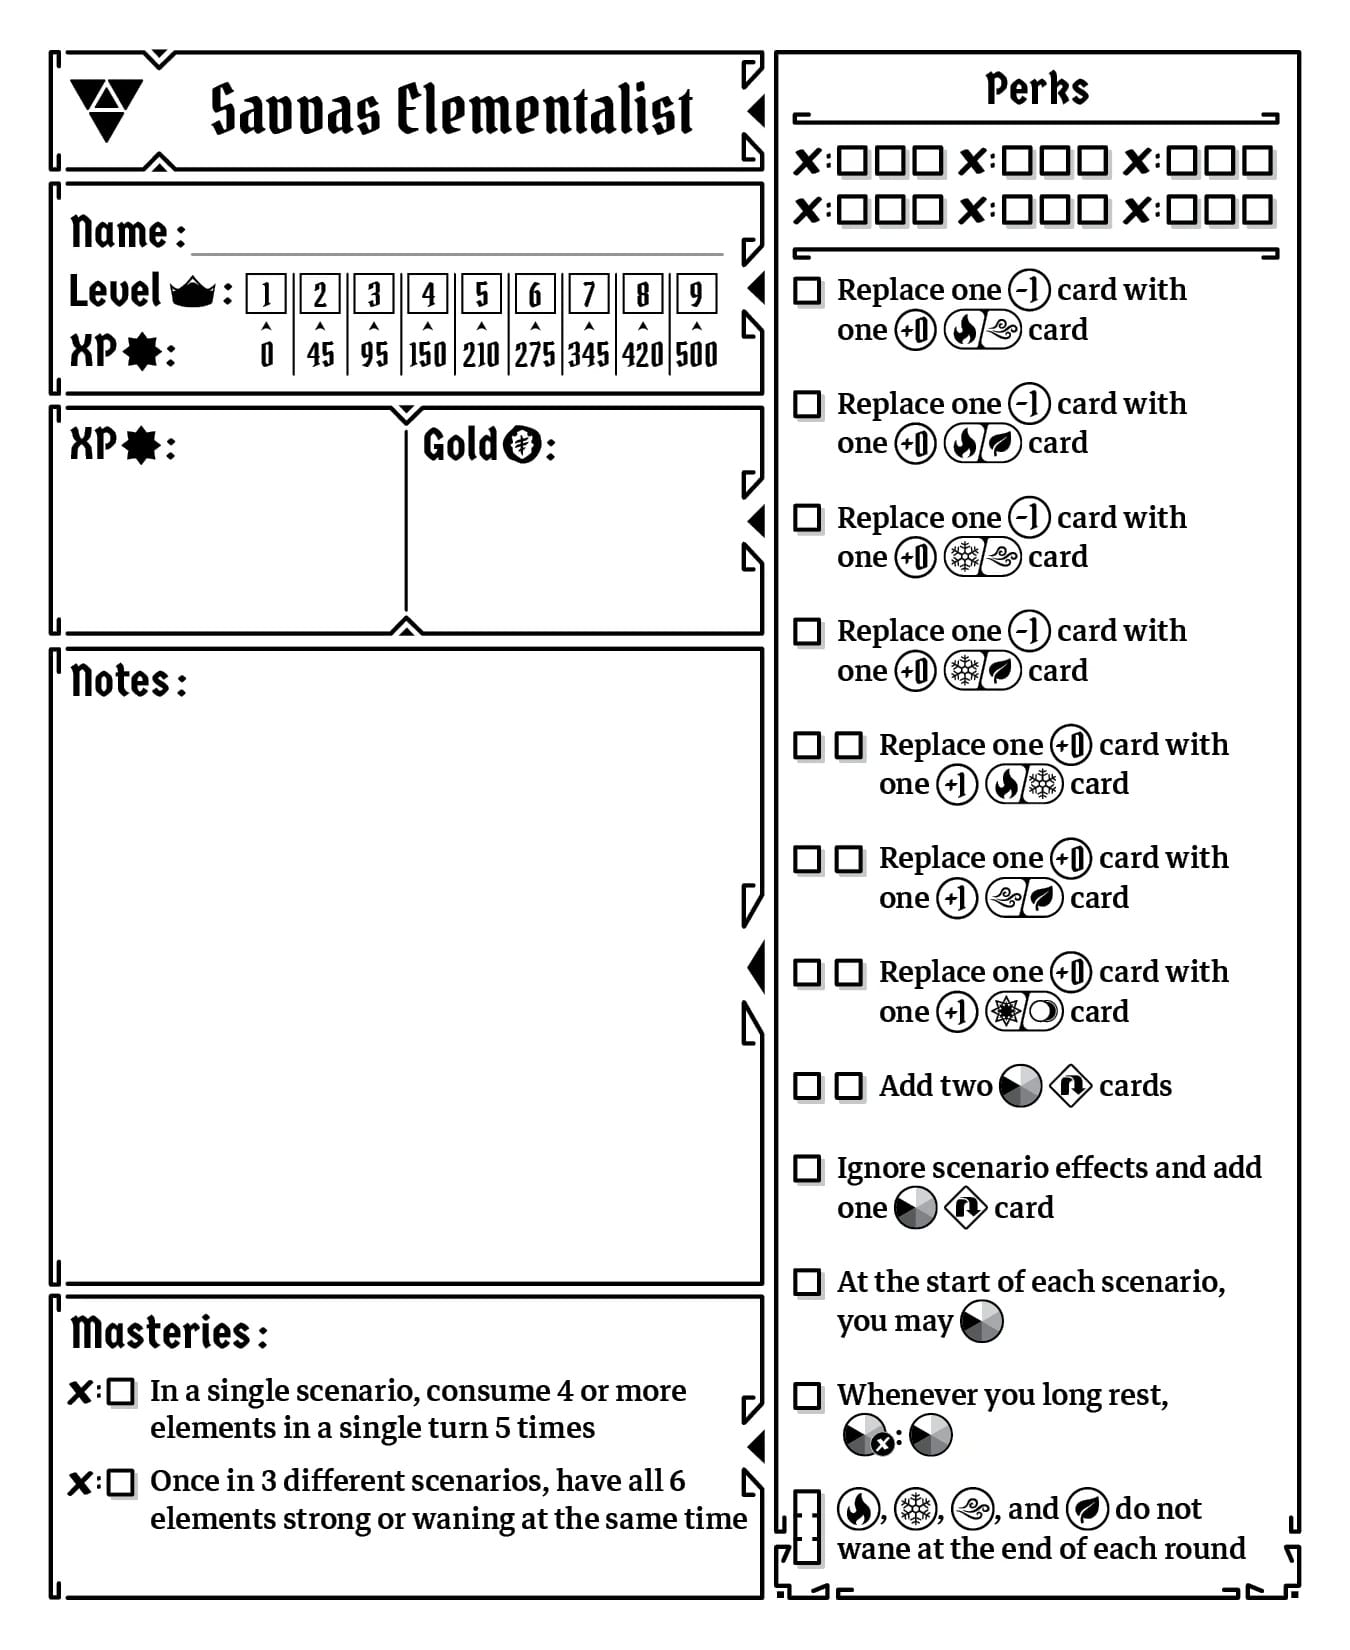 Savvas Elementalist
Name:
Level : 1 2 3 4 5 6 7 8 9
XP : 0 45 95 150 210 275 345 420 500
XP :
Gold :
Notes:
Masteries:
In a single scenario, consume 4 or more
elements in a single turn 5 times
Once in 3 different scenarios, have all 6
elements strong or waning at the same time
Perks
Replace one -1 card with
one +0 card
Replace one -1 card with
one +0 card
Replace one -1 card with
one +0 card
Replace one -1 card with
one +0 card
Replace one +0 card with
one +1 card
Replace one +0 card with
one +1 card
Replace one +0 card with
one +1 card
Add two cards
Ignore scenario effects and add
one card
At the start of each scenario,
you may
Whenever you long rest,
:
, , , and do not
wane at the end of each round